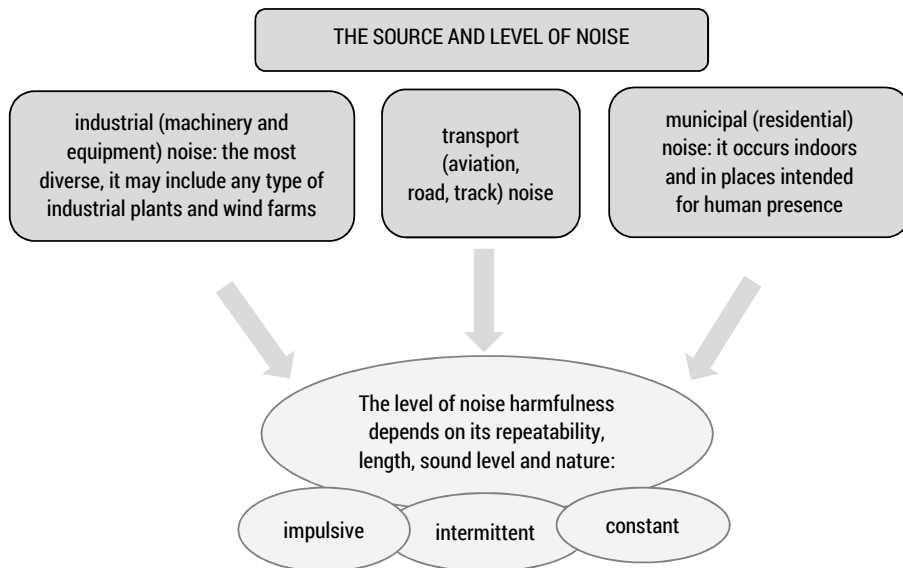 THE SOURCE AND LEVEL OF NOISE
industrial (machinery and
equipment) noise: the most
diverse, it may include any type of
industrial plants and wind farms
transport
(aviation,
road, track) noise
municipal (residential)
noise: it occurs indoors
and in places intended
for human presence
The level of noise harmfulness
depends on its repeatability,
length, sound level and nature:
impulsive
intermittent
constant